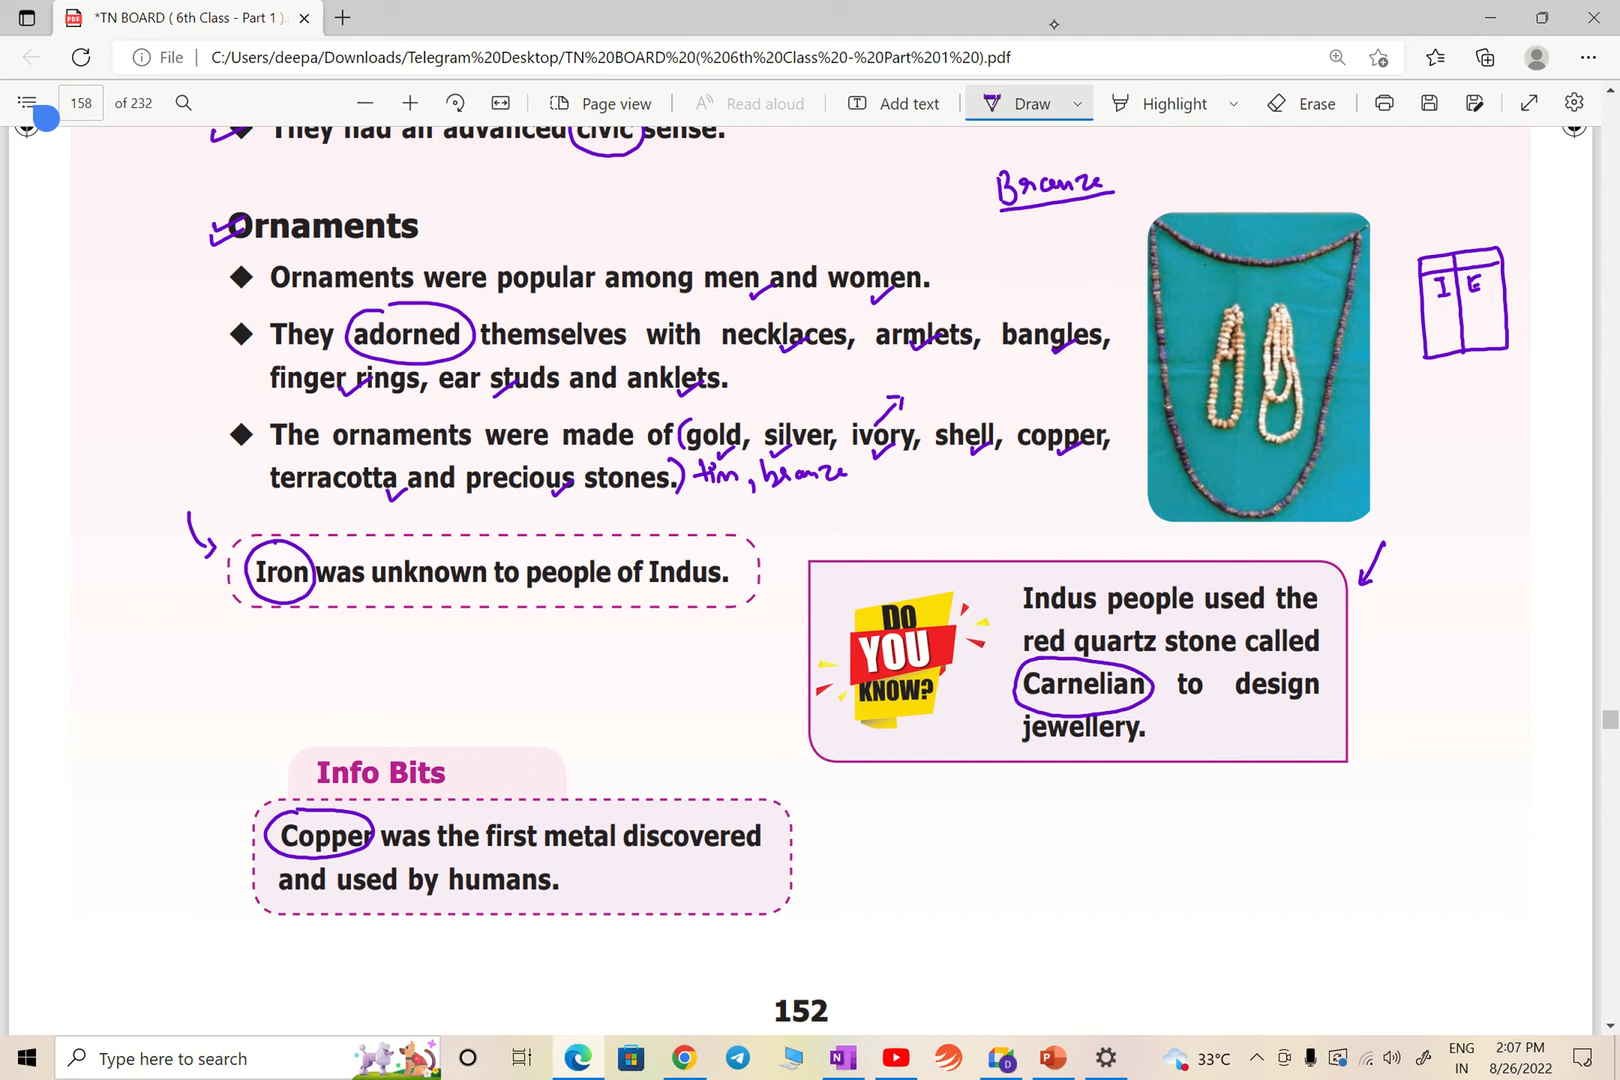 *TN BOARD ( 6th Class - Part 1 ).
File C:/Users/deepa/Downloads/Telegram%20Desktop/TN%20BOARD%20(%206th%20Class%20-%20Part%201%20).pdf
158 of 232 Page view Read aloud Add text Draw Highlight Erase
They had an advanced civic sense.
Bronze
Ornaments
Ornaments were popular among men and women.
I E
They adorned themselves with necklaces, armlets, bangles,
finger rings, ear studs and anklets.
The ornaments were made of (gold, silver, ivory, shell, copper,
terracotta and precious stones.) tin, bronze
Iron was unknown to people of Indus.
DO
YOU
KNOW?
Indus people used the
red quartz stone called
Carnelian to design
jewellery.
Info Bits
Copper was the first metal discovered
and used by humans.
152
Type here to search
33°C
ENG
IN
2:07 PM
8/26/2022